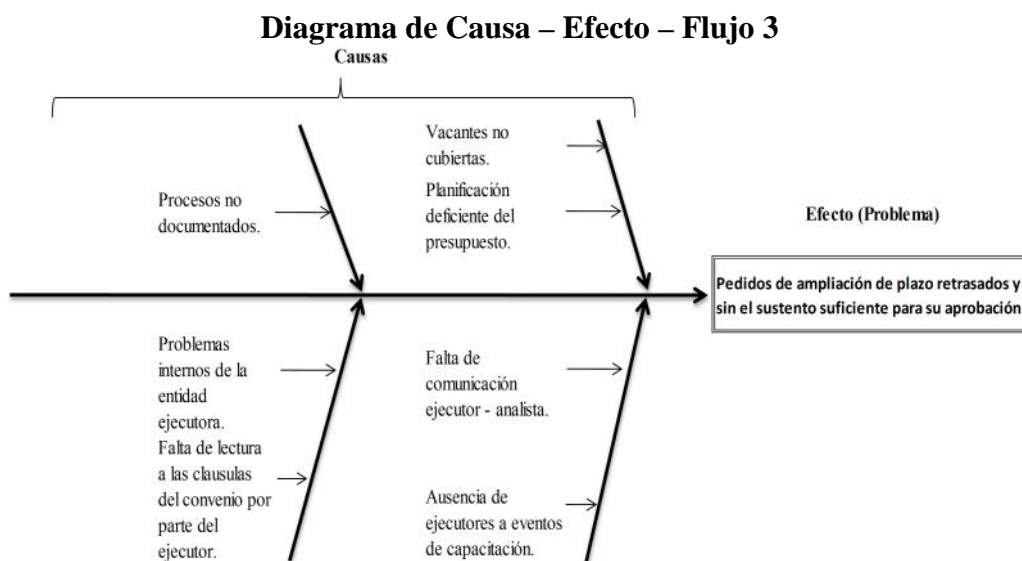 Diagrama de Causa – Efecto – Flujo 3
Causas
Procesos no
documentados.
Vacantes no
cubiertas.
Planificación
deficiente del
presupuesto.
Efecto (Problema)
Pedidos de ampliación de plazo retrasados y
sin el sustento suficiente para su aprobación
Problemas
internos de la
entidad
ejecutora.
Falta de lectura
a las clausulas
del convenio por
parte del
ejecutor.
Falta de
comunicación
ejecutor - analista.
Ausencia de
ejecutores a eventos
de capacitación.